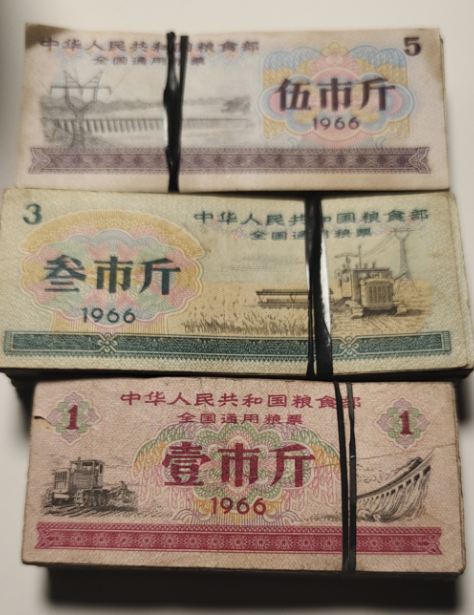 中华人民共和国粮食部
5
全国通用粮票
伍市斤
1966
3
中华人民共和国粮食部
全国通用粮票
叁市斤
1966
中华人民共和国粮食部
1
全国通用粮票
1
壹市斤
1966